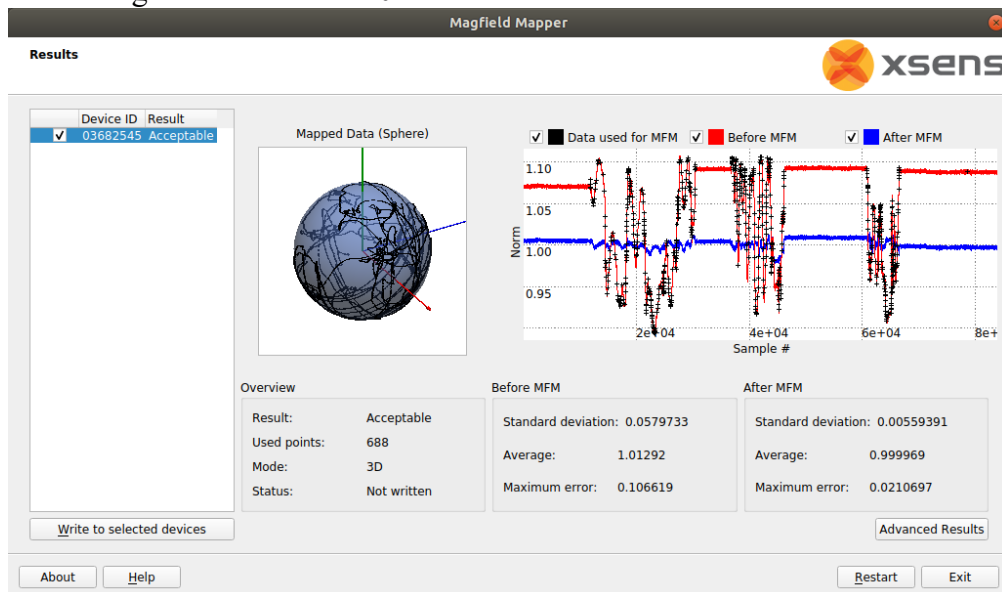 Magfield Mapper
Results
xsens
Device ID Result
03682545 Acceptable
Mapped Data (Sphere)
Data used for MFM Before MFM After MFM
1.10
1.05
1.00
0.95
Norm
2e+04 4e+04 6e+04 8e+
Sample #
Overview
Result: Acceptable
Used points: 688
Mode: 3D
Status: Not written
Before MFM
Standard deviation: 0.0579733
Average: 1.01292
Maximum error: 0.106619
After MFM
Standard deviation: 0.00559391
Average: 0.999969
Maximum error: 0.0210697
Write to selected devices
Advanced Results
About Help Restart Exit